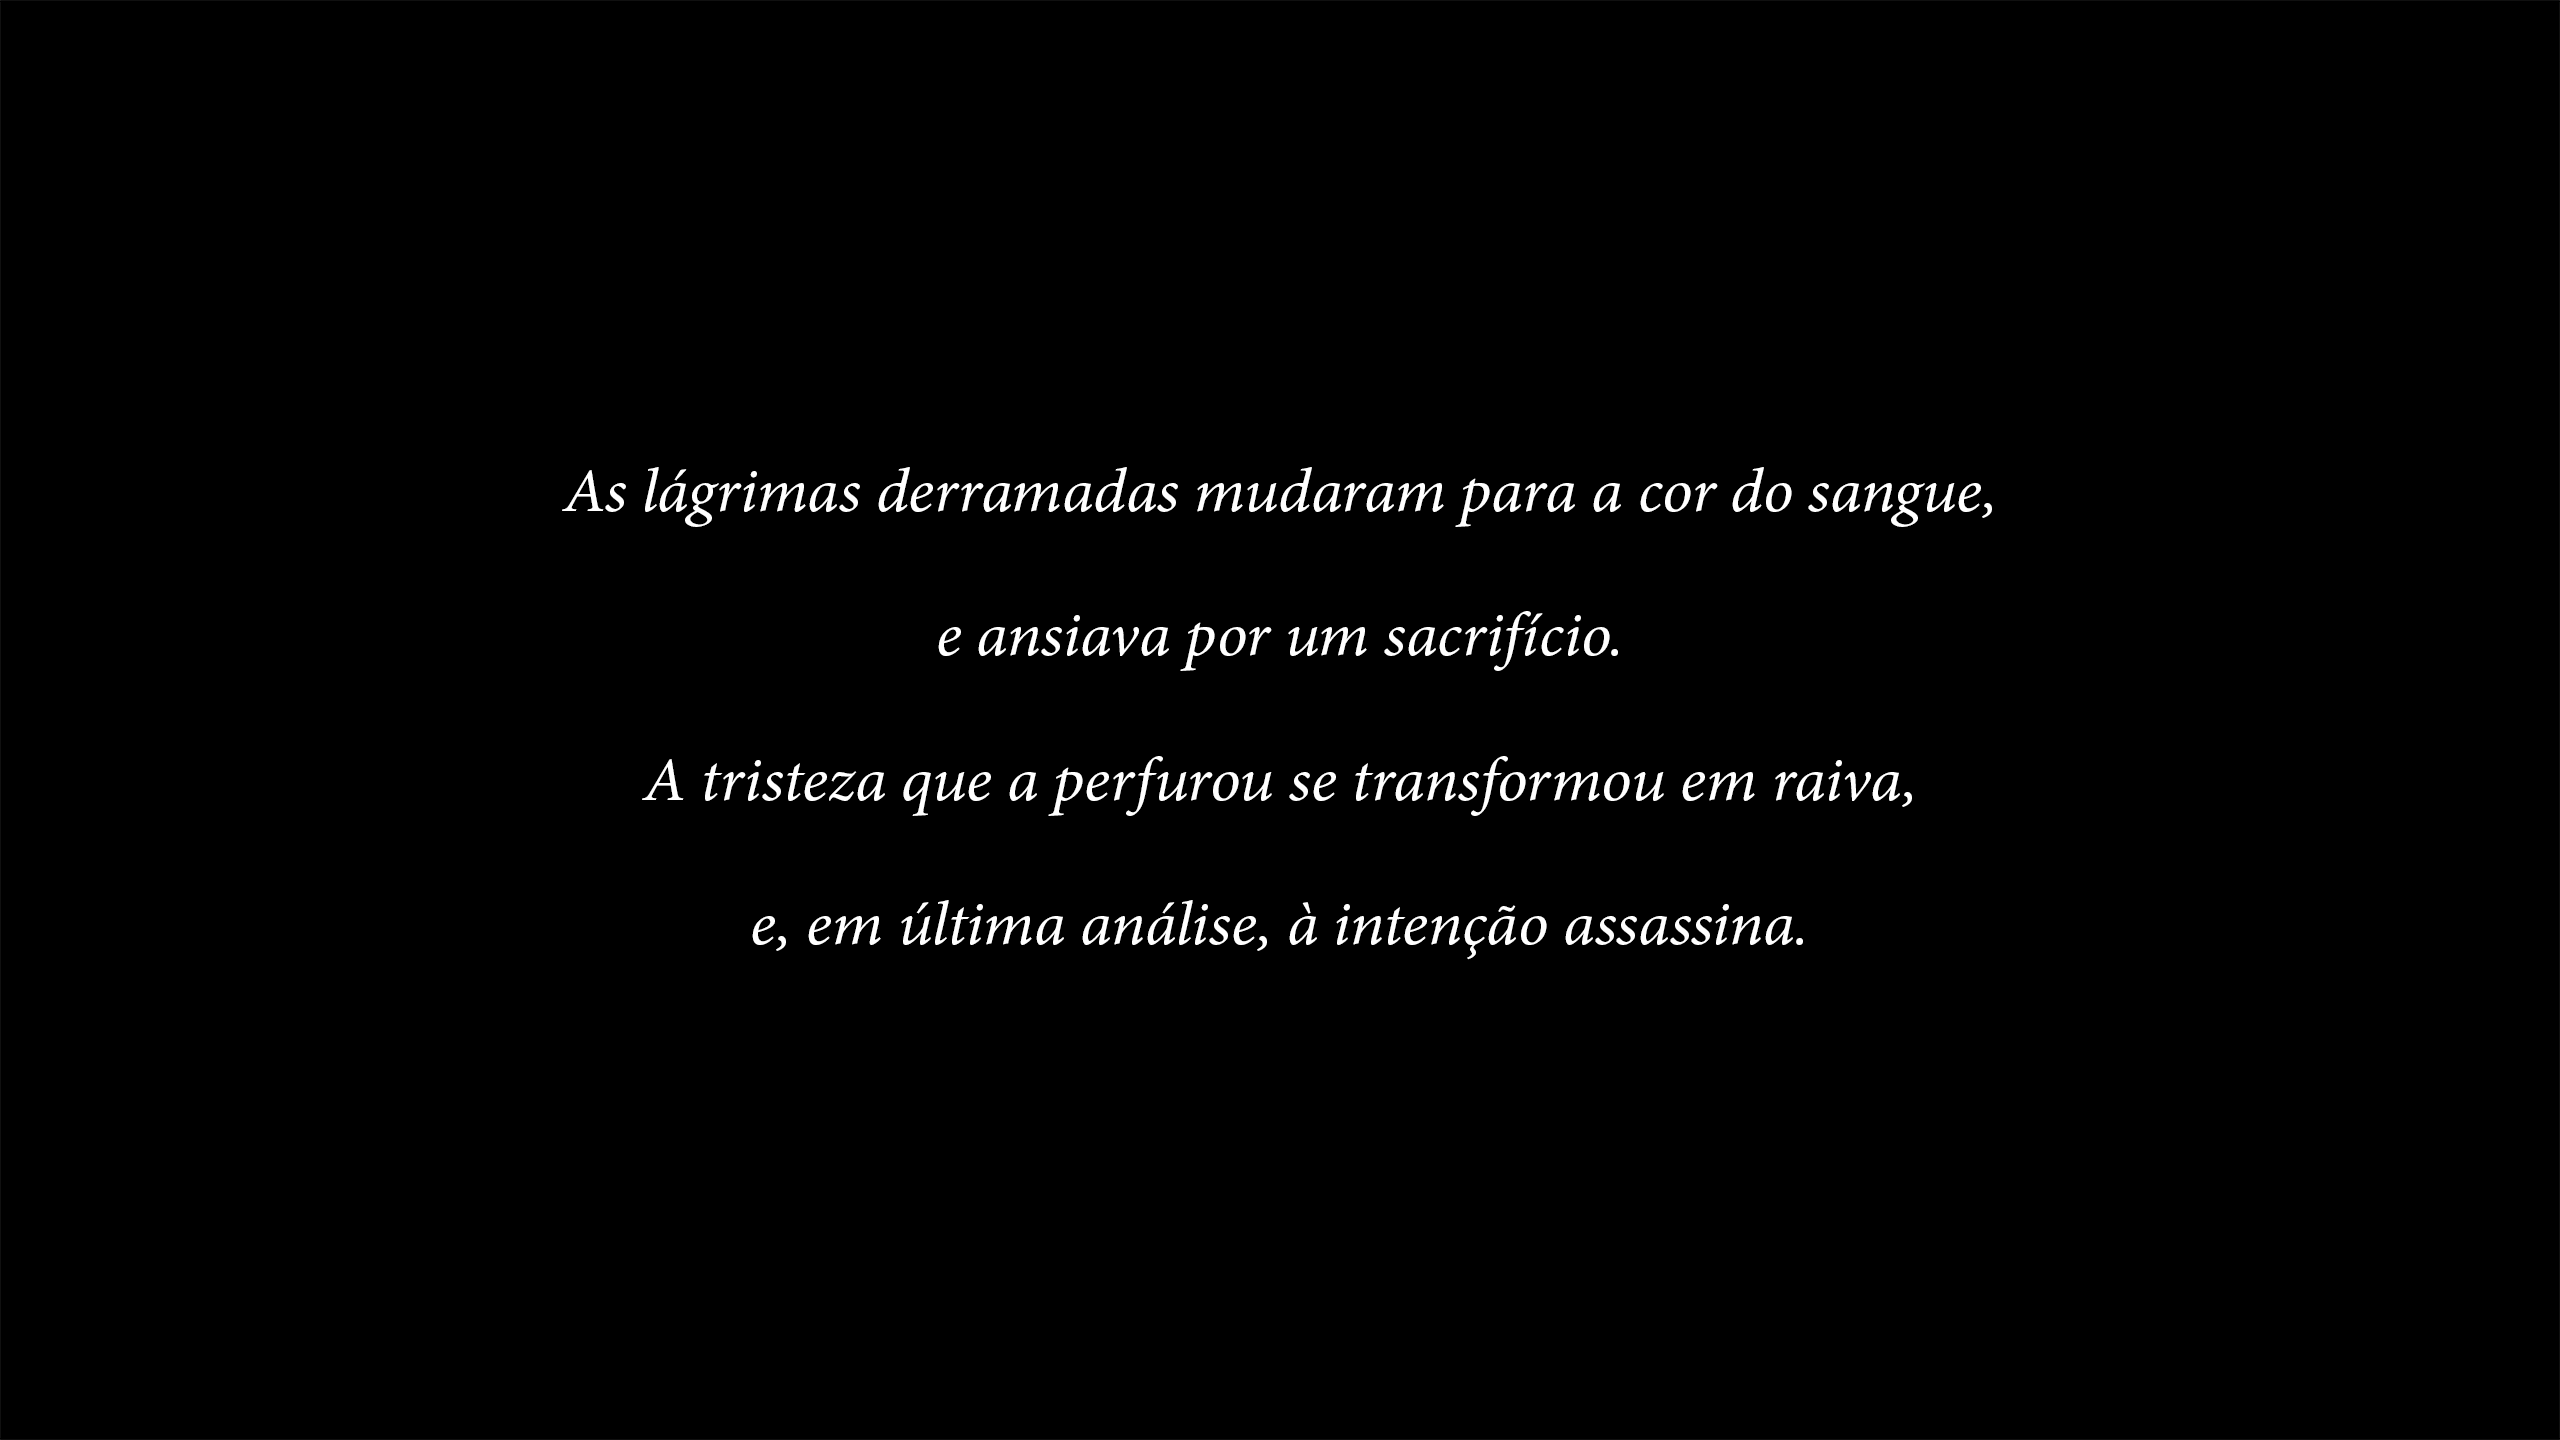 As lágrimas derramadas mudaram para a cor do sangue,
e ansiava por um sacrifício.
A tristeza que a perfurou se transformou em raiva,
e, em última análise, à intenção assassina.